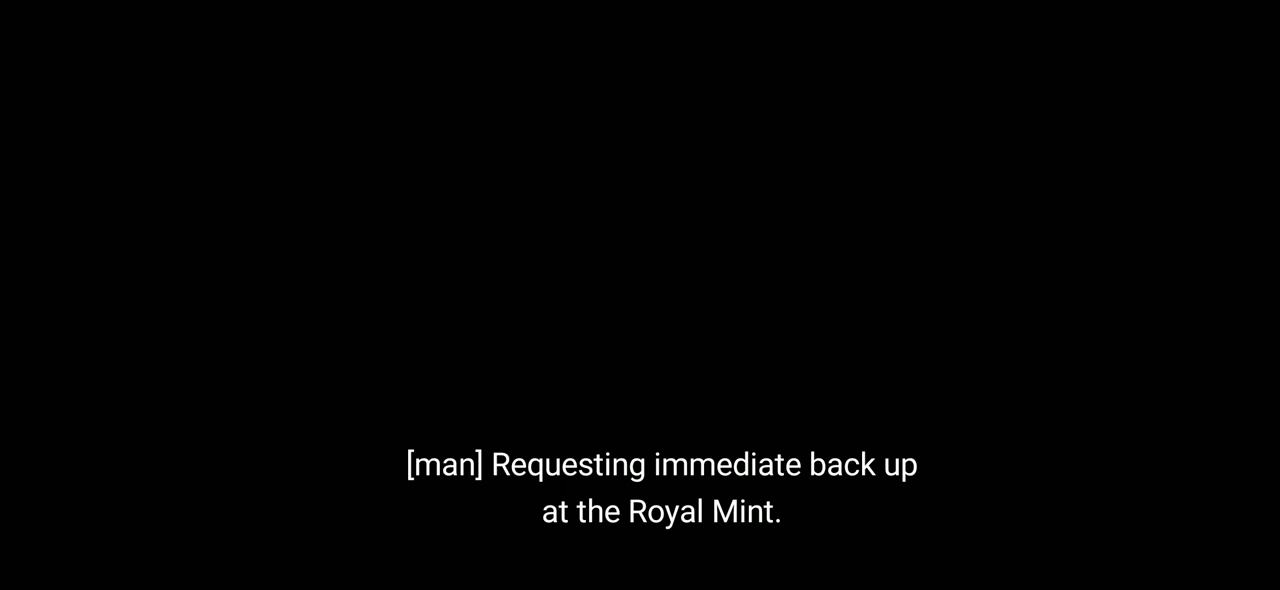 [man] Requesting immediate back up
at the Royal Mint.